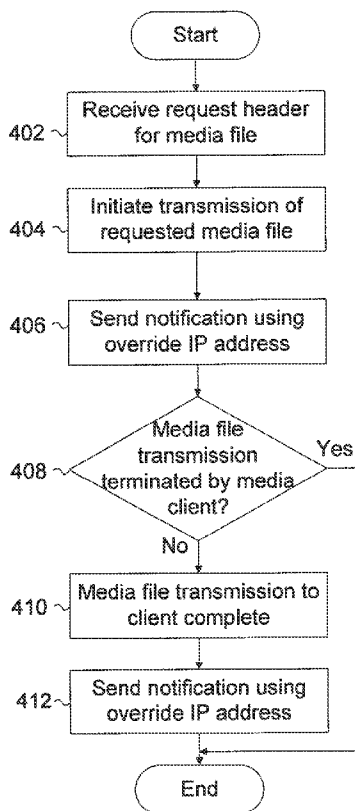 Start
402
Receive request header
for media file
404
Initiate transmission of
requested media file
406
Send notification using
override IP address
408
Media file
transmission
terminated by media
client?
Yes
No
410
Media file transmission to
client complete
412
Send notification using
override IP address
End